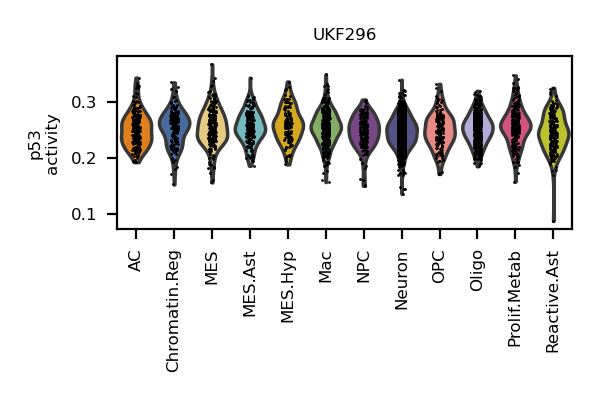 UKF296
p53
activity
0.3
0.2
0.1
AC
Chromatin.Reg
MES
MES.Ast
MES.Hyp
Mac
NPC
Neuron
OPC
Oligo
Prolif.Metab
Reactive.Ast